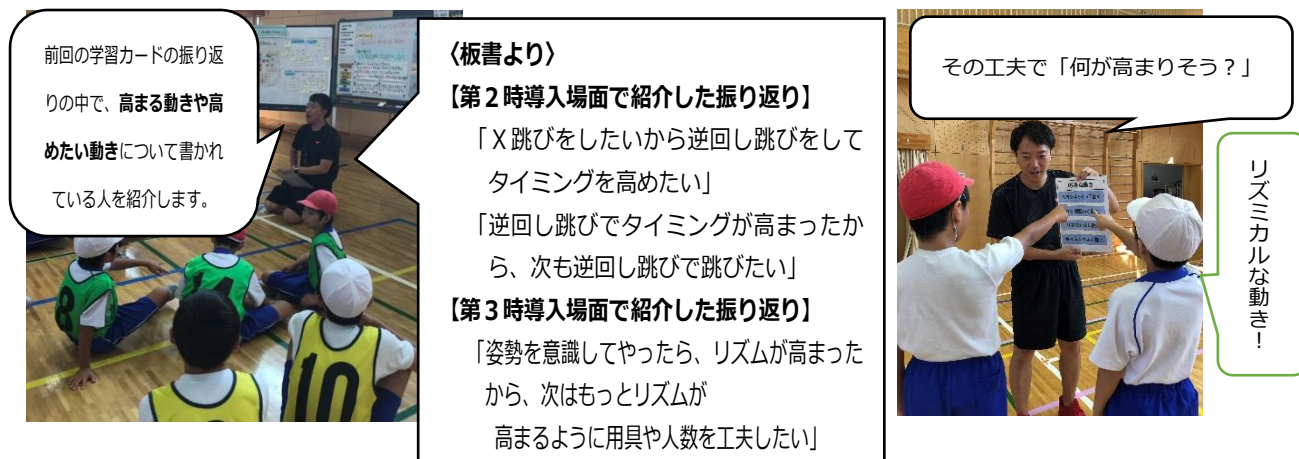 前回の学習カードの振り返
りの中で、高まる動きや高
めたい動きについて書かれ
ている人を紹介します。
〈板書より〉
【第２時導入場面で紹介した振り返り】
「Ｘ跳びをしたいから逆回し跳びをして
タイミングを高めたい」
「逆回し跳びでタイミングが高まったか
ら、次も逆回し跳びで跳びたい」
【第３時導入場面で紹介した振り返り】
「姿勢を意識してやったら、リズムが高まった
から、次はもっとリズムが
高まるように用具や人数を工夫したい」
その工夫で「何が高まりそう？」
リズミカルな動き！
8
10